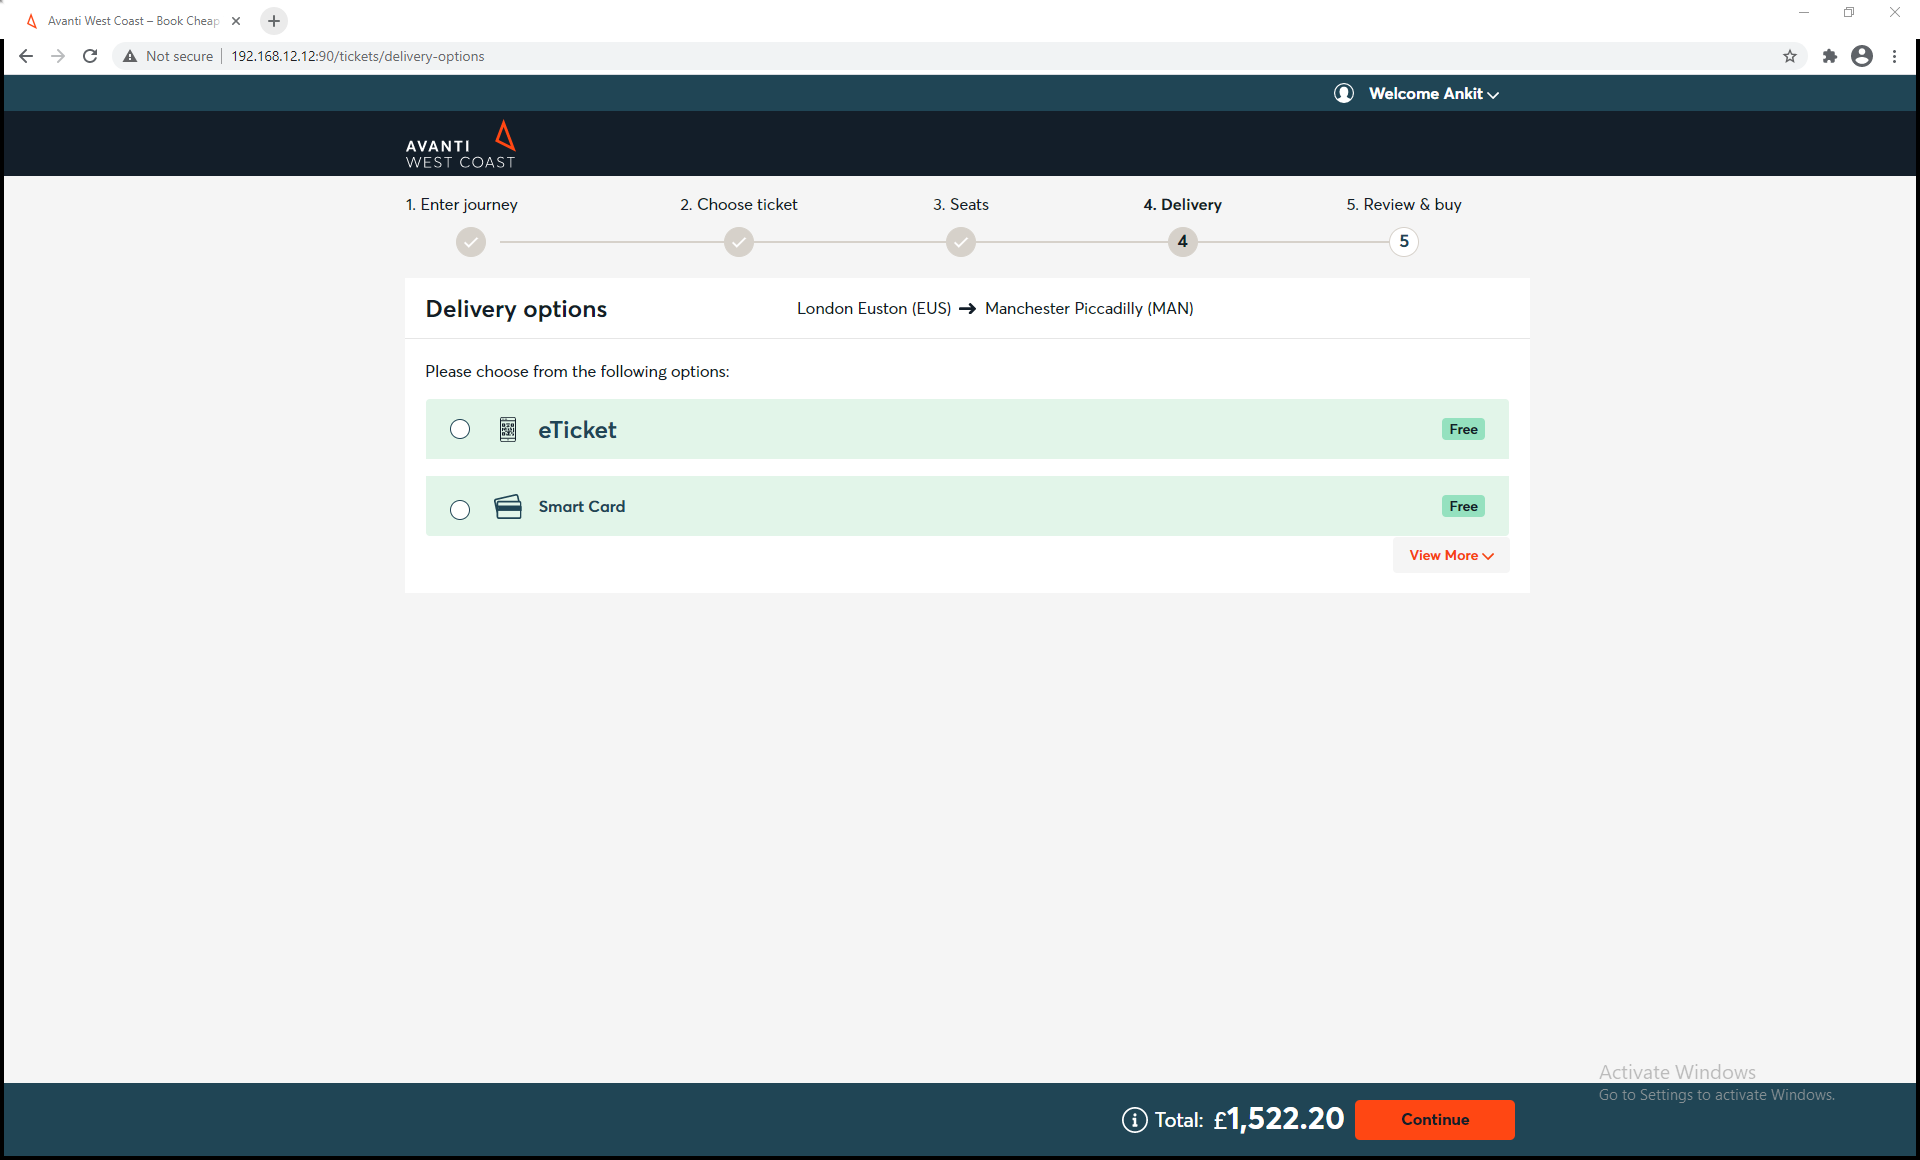 Avanti West Coast – Book Cheap
Not secure 192.168.12.12:90/tickets/delivery-options
Welcome Ankit
AVANTI
WEST COAST
1. Enter journey 2. Choose ticket 3. Seats 4. Delivery 5. Review & buy
4 5
Delivery options London Euston (EUS) → Manchester Piccadilly (MAN)
Please choose from the following options:
eTicket Free
Smart Card Free
View More
Activate Windows
Go to Settings to activate Windows.
Total: £1,522.20 Continue